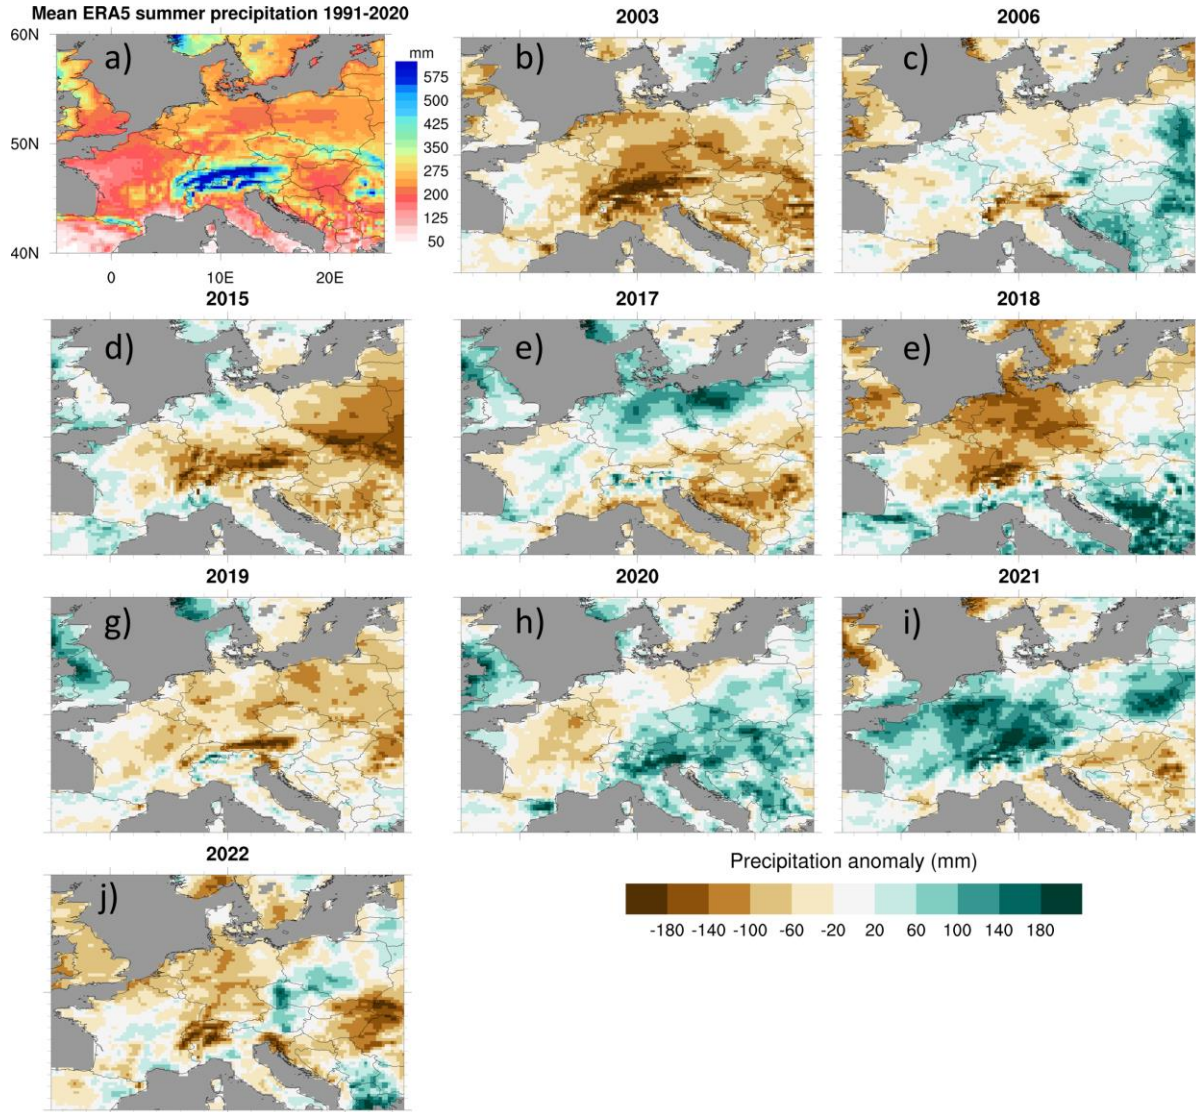 Mean ERA5 summer precipitation 1991-2020
2003
2006
60N
50N
40N
0
10E
20E
a)
mm
575
500
425
350
275
200
125
50
b)
c)
2015
2017
2018
d)
e)
e)
2019
2020
2021
g)
h)
i)
2022
j)
Precipitation anomaly (mm)
-180 -140 -100 -60 -20 20 60 100 140 180